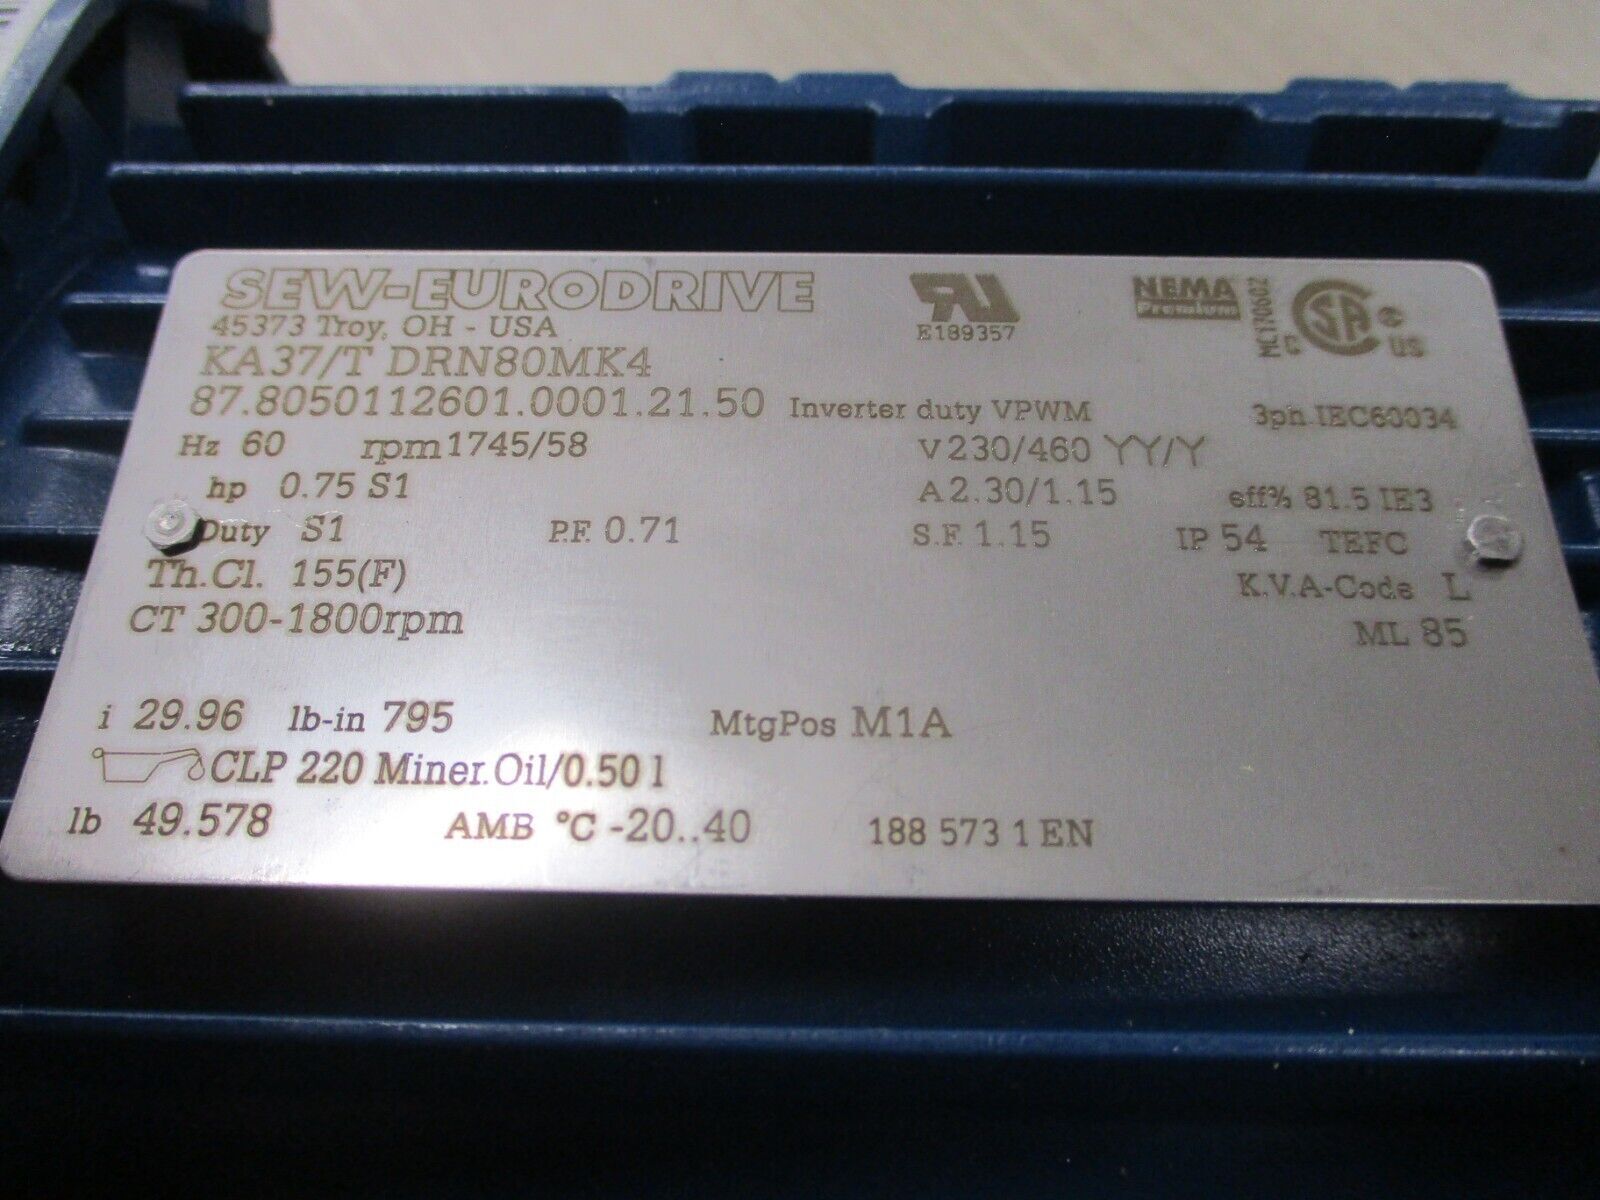 SEW-EURODRIVE
45373 Troy, OH - USA
E189357
NEMA
Premium
MC170602
CSA
C US
KA37/T DRN80MK4
87.8050112601.0001.21.50 Inverter duty VPWM 3ph.IEC60034
Hz 60 rpm 1745/58 V 230/460 YY/Y
hp 0.75 S1 A 2.30/1.15 eff% 81.5 IE3
Duty S1 P.F. 0.71 S.F. 1.15 IP 54 TEFC
Th.Cl. 155(F) K.V.A-Code L
CT 300-1800rpm ML 85
i 29.96 lb-in 795 MtgPos M1A
CLP 220 Miner.Oil/0.50 l
lb 49.578 AMB °C -20..40 188 573 1 EN